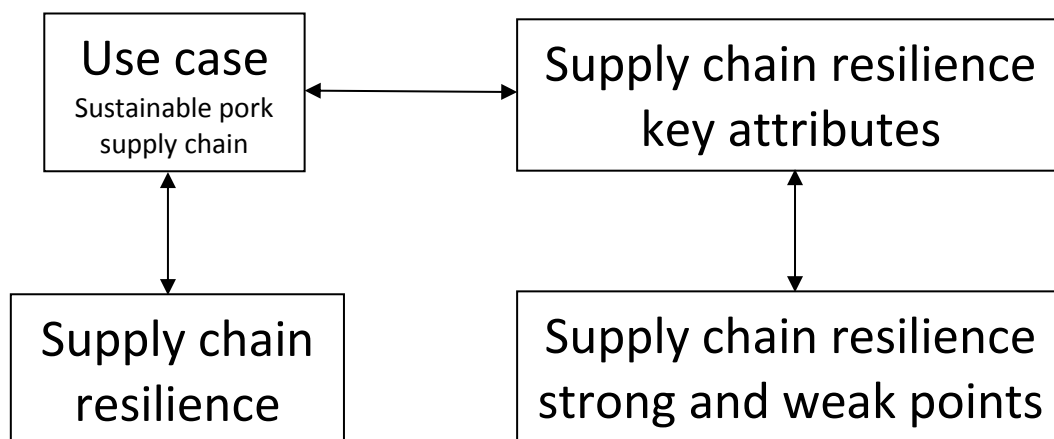 Use case
Sustainable pork
supply chain
Supply chain resilience
key attributes
Supply chain
resilience
Supply chain resilience
strong and weak points